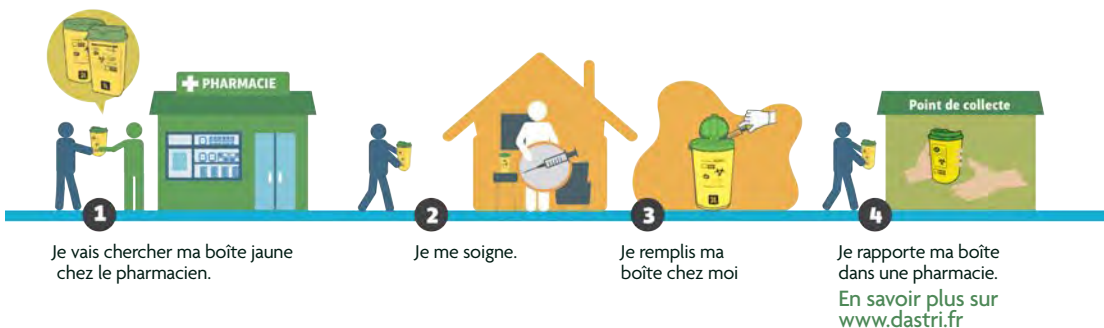 PHARMACIE
Point de collecte
1
2
3
4
Je vais chercher ma boîte jaune
chez le pharmacien.
Je me soigne.
Je remplis ma
boîte chez moi
Je rapporte ma boîte
dans une pharmacie.
En savoir plus sur
www.dastri.fr